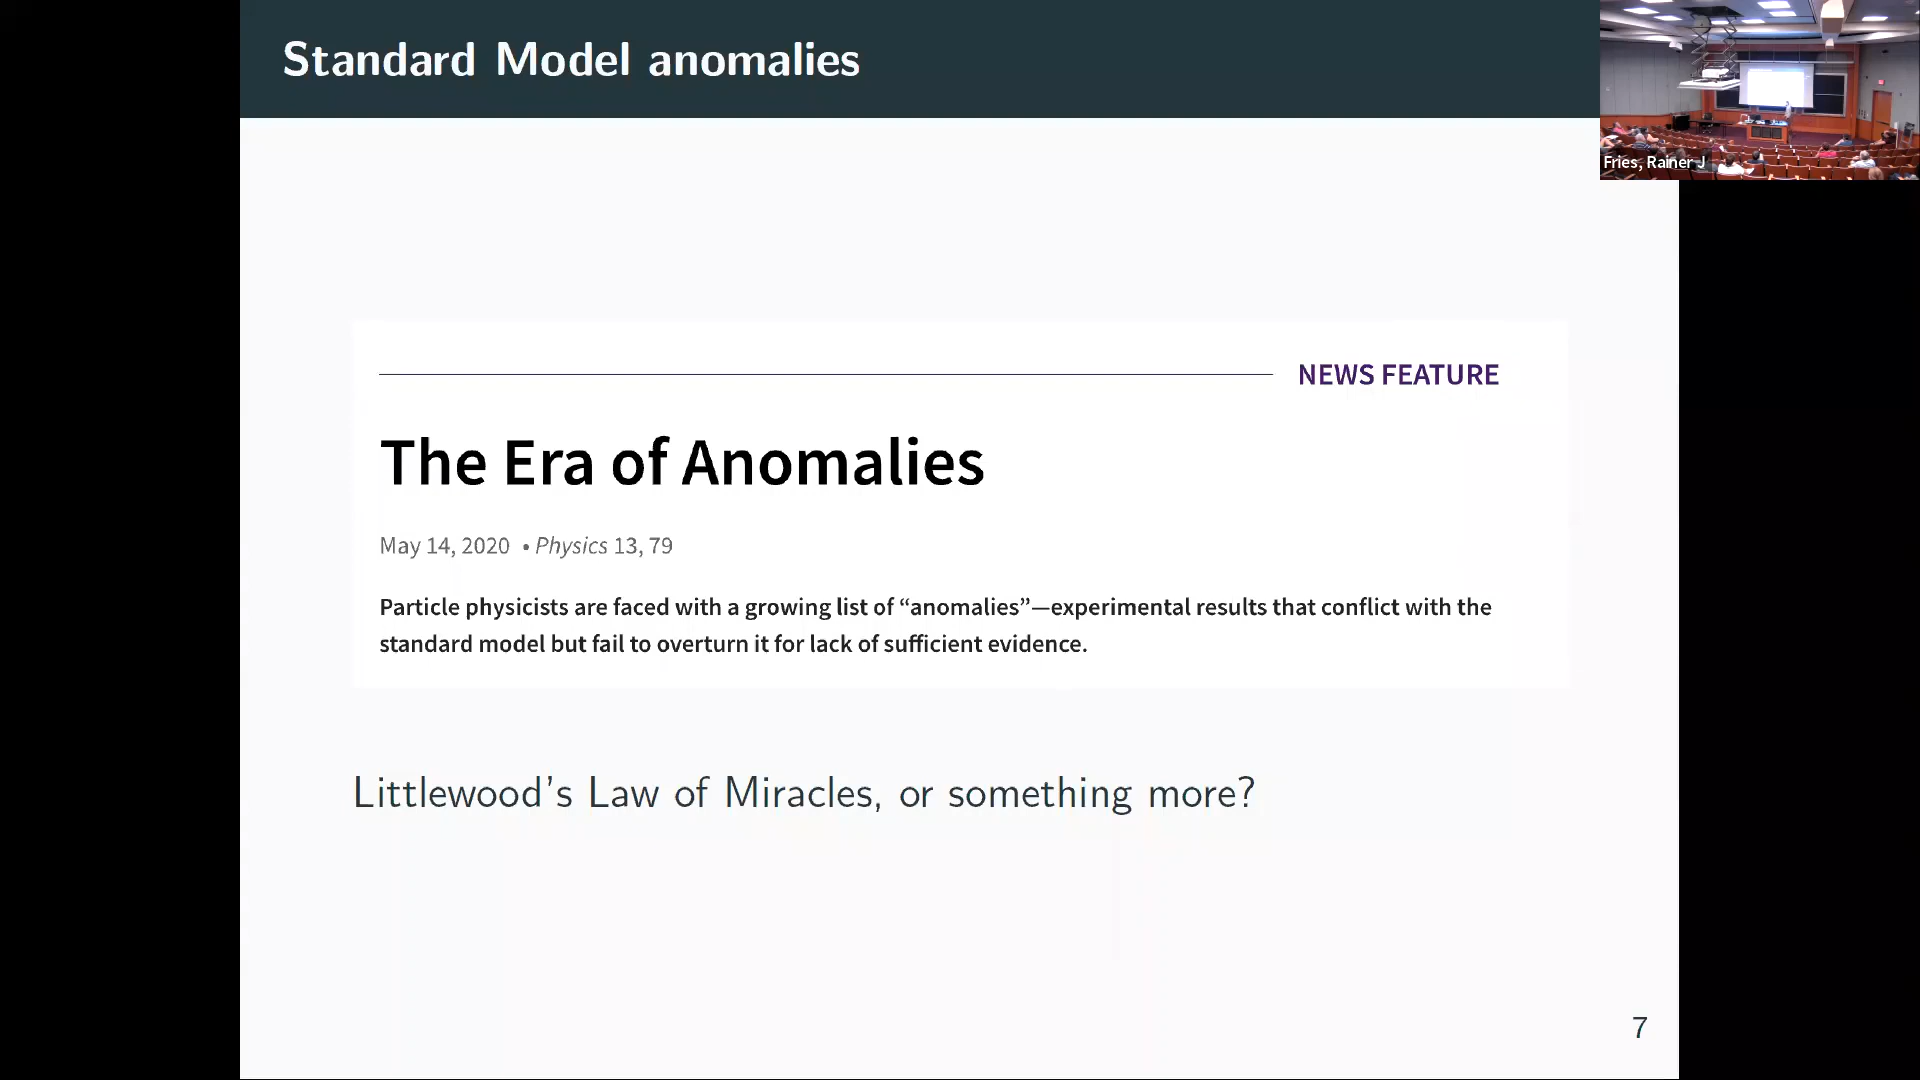 Standard Model anomalies
Fries, Rainer J
NEWS FEATURE
The Era of Anomalies
May 14, 2020 • Physics 13, 79
Particle physicists are faced with a growing list of “anomalies”—experimental results that conflict with the
standard model but fail to overturn it for lack of sufficient evidence.
Littlewood's Law of Miracles, or something more?
7